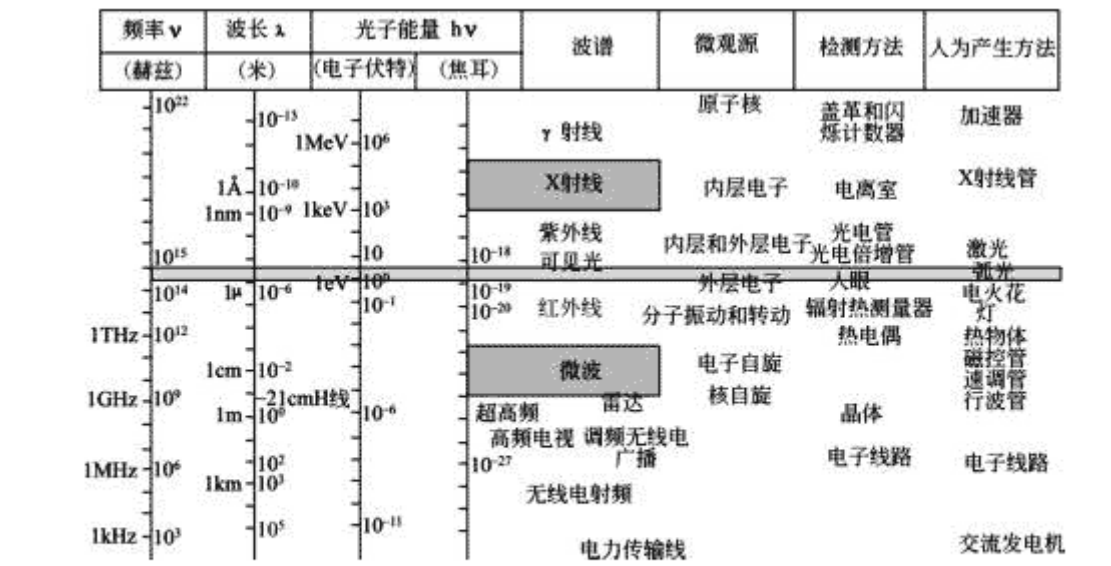 频率ν 波长λ 光子能量 hν 波谱 微观源 检测方法 人为产生方法
(赫兹) (米) (电子伏特) (焦耳)
10²² 原子核 盖革和闪
10⁻¹³ 加速器
烁计数器
1MeV 10⁶ γ 射线
1Å 10⁻¹⁰ X射线 内层电子 电离室 X射线管
1nm 10⁻⁹ 1keV 10³
紫外线 光电管
10¹⁵ 10 10⁻¹⁸ 内层和外层电子 光电倍增管 激光
可见光 弧光
1eV 10⁰ 外层电子 人眼
10¹⁴ 1μ 10⁻⁶ 10⁻¹⁹ 电火花
10⁻¹ 10⁻²⁰ 红外线 分子振动和转动 辐射热测量器 灯
1THz 10¹² 热电偶 热物体
磁控管
1cm 10⁻² 微波 电子自旋
速调管
1GHz 10⁹ 21cmH线 雷达 核自旋 行波管
1m 10⁰ 10⁻⁶ 超高频 晶体
高频电视 调频无线电
1MHz 10⁶ 10² 10⁻²⁷ 广播 电子线路 电子线路
1km 10³ 无线电射频
1kHz 10³ 10⁵ 10⁻¹¹
电力传输线 交流发电机